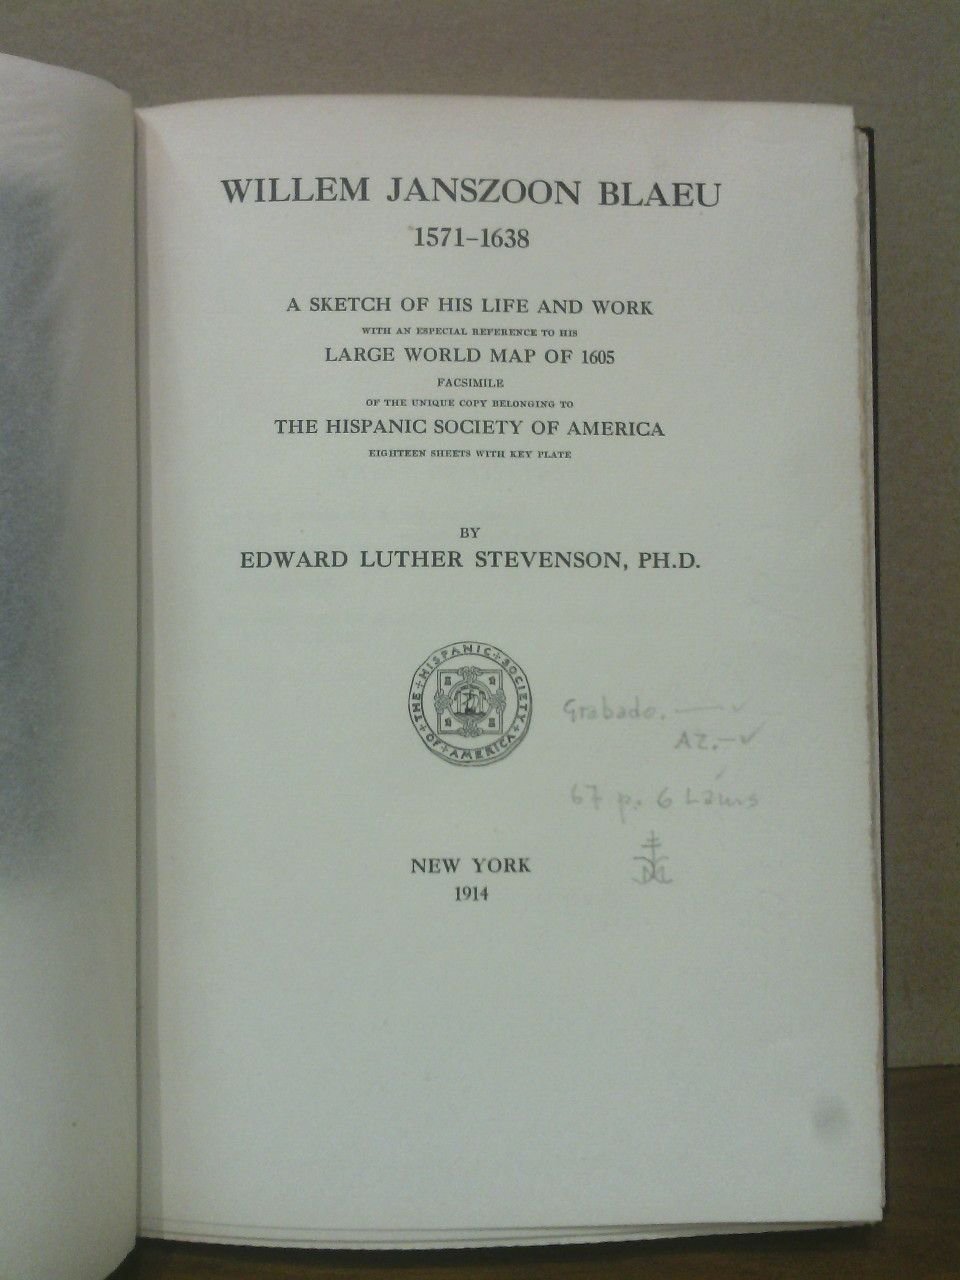 WILLEM JANSZOON BLAEU
1571–1638
A SKETCH OF HIS LIFE AND WORK
WITH AN ESPECIAL REFERENCE TO HIS
LARGE WORLD MAP OF 1605
FACSIMILE
OF THE UNIQUE COPY BELONGING TO
THE HISPANIC SOCIETY OF AMERICA
EIGHTEEN SHEETS WITH KEY PLATE
BY
EDWARD LUTHER STEVENSON, PH.D.
THE HISPANIC SOCIETY OF AMERICA
Grabado. — ✓
AZ. — ✓
67 p. 6 Láms
NEW YORK
1914